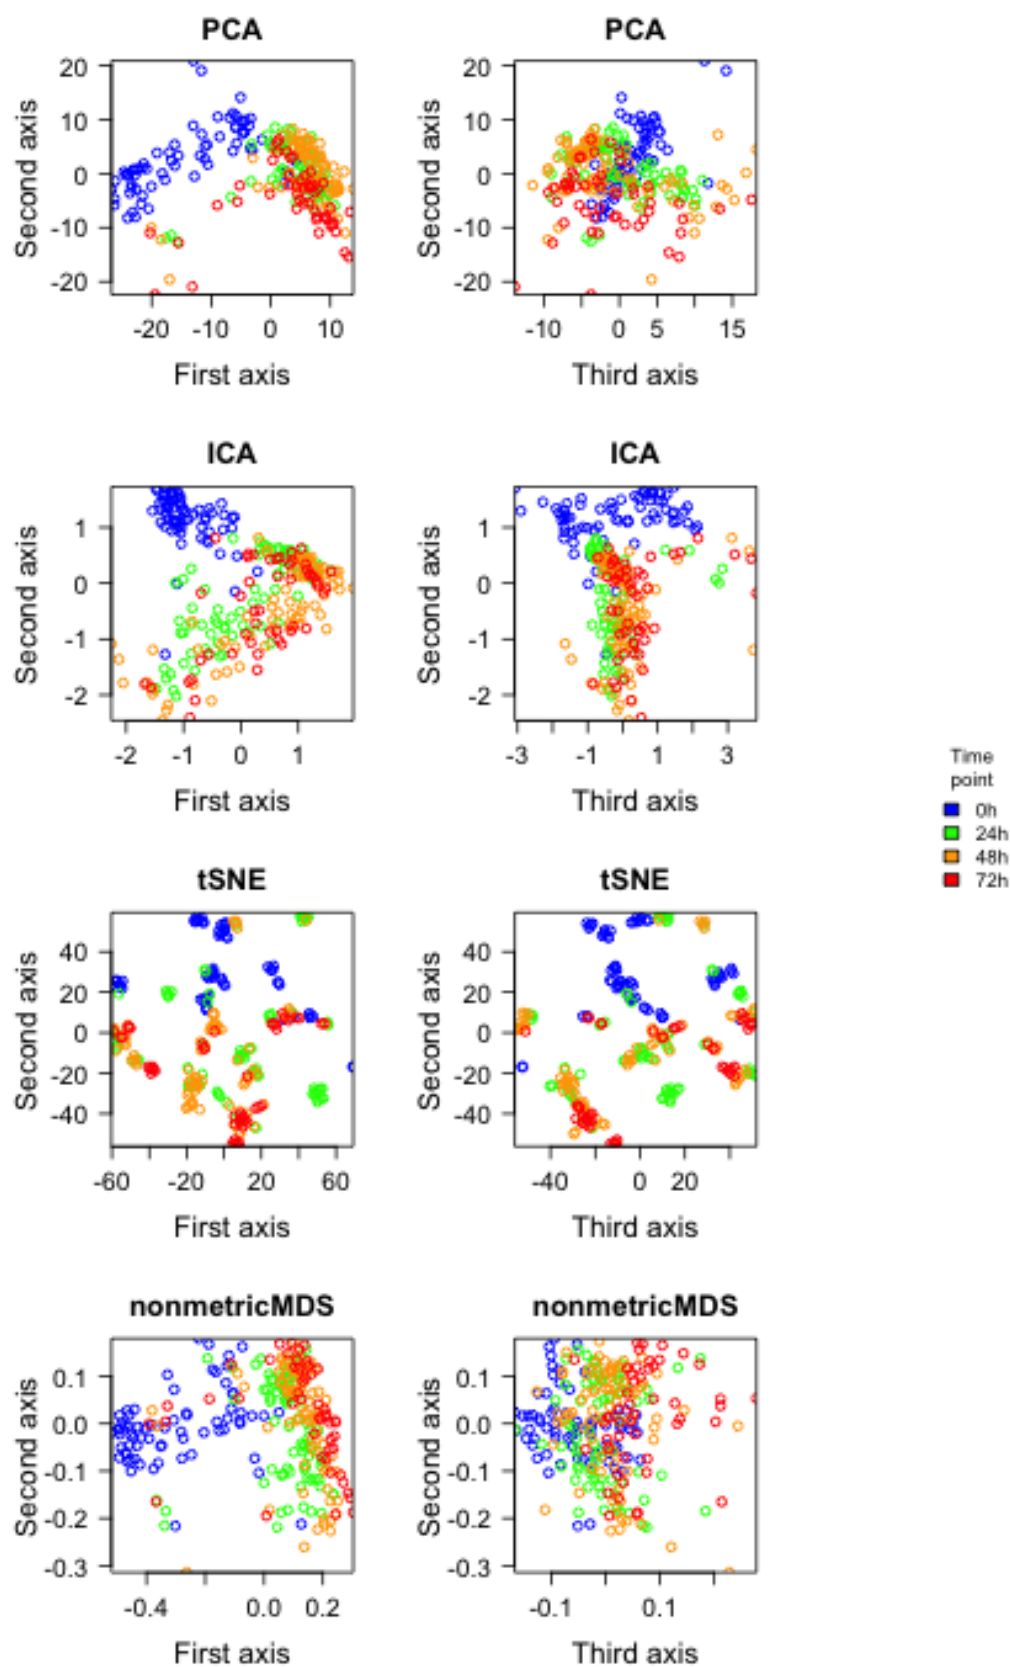 PCA PCA
20 20
10 10
0 0
-10 -10
-20 -20
Second axis Second axis
-20 -10 0 10 -10 0 5 15
First axis Third axis
ICA ICA
1 1
0 0
-1 -1
-2 -2
Second axis Second axis
-2 -1 0 1 -3 -1 1 3
First axis Third axis
Time
point
0h
24h
48h
72h
tSNE tSNE
40 40
20 20
0 0
-20 -20
-40 -40
Second axis Second axis
-60 -20 20 60 -40 0 20
First axis Third axis
nonmetricMDS nonmetricMDS
0.1 0.1
0.0 0.0
-0.1 -0.1
-0.2 -0.2
-0.3 -0.3
Second axis Second axis
-0.4 0.0 0.2 -0.1 0.1
First axis Third axis